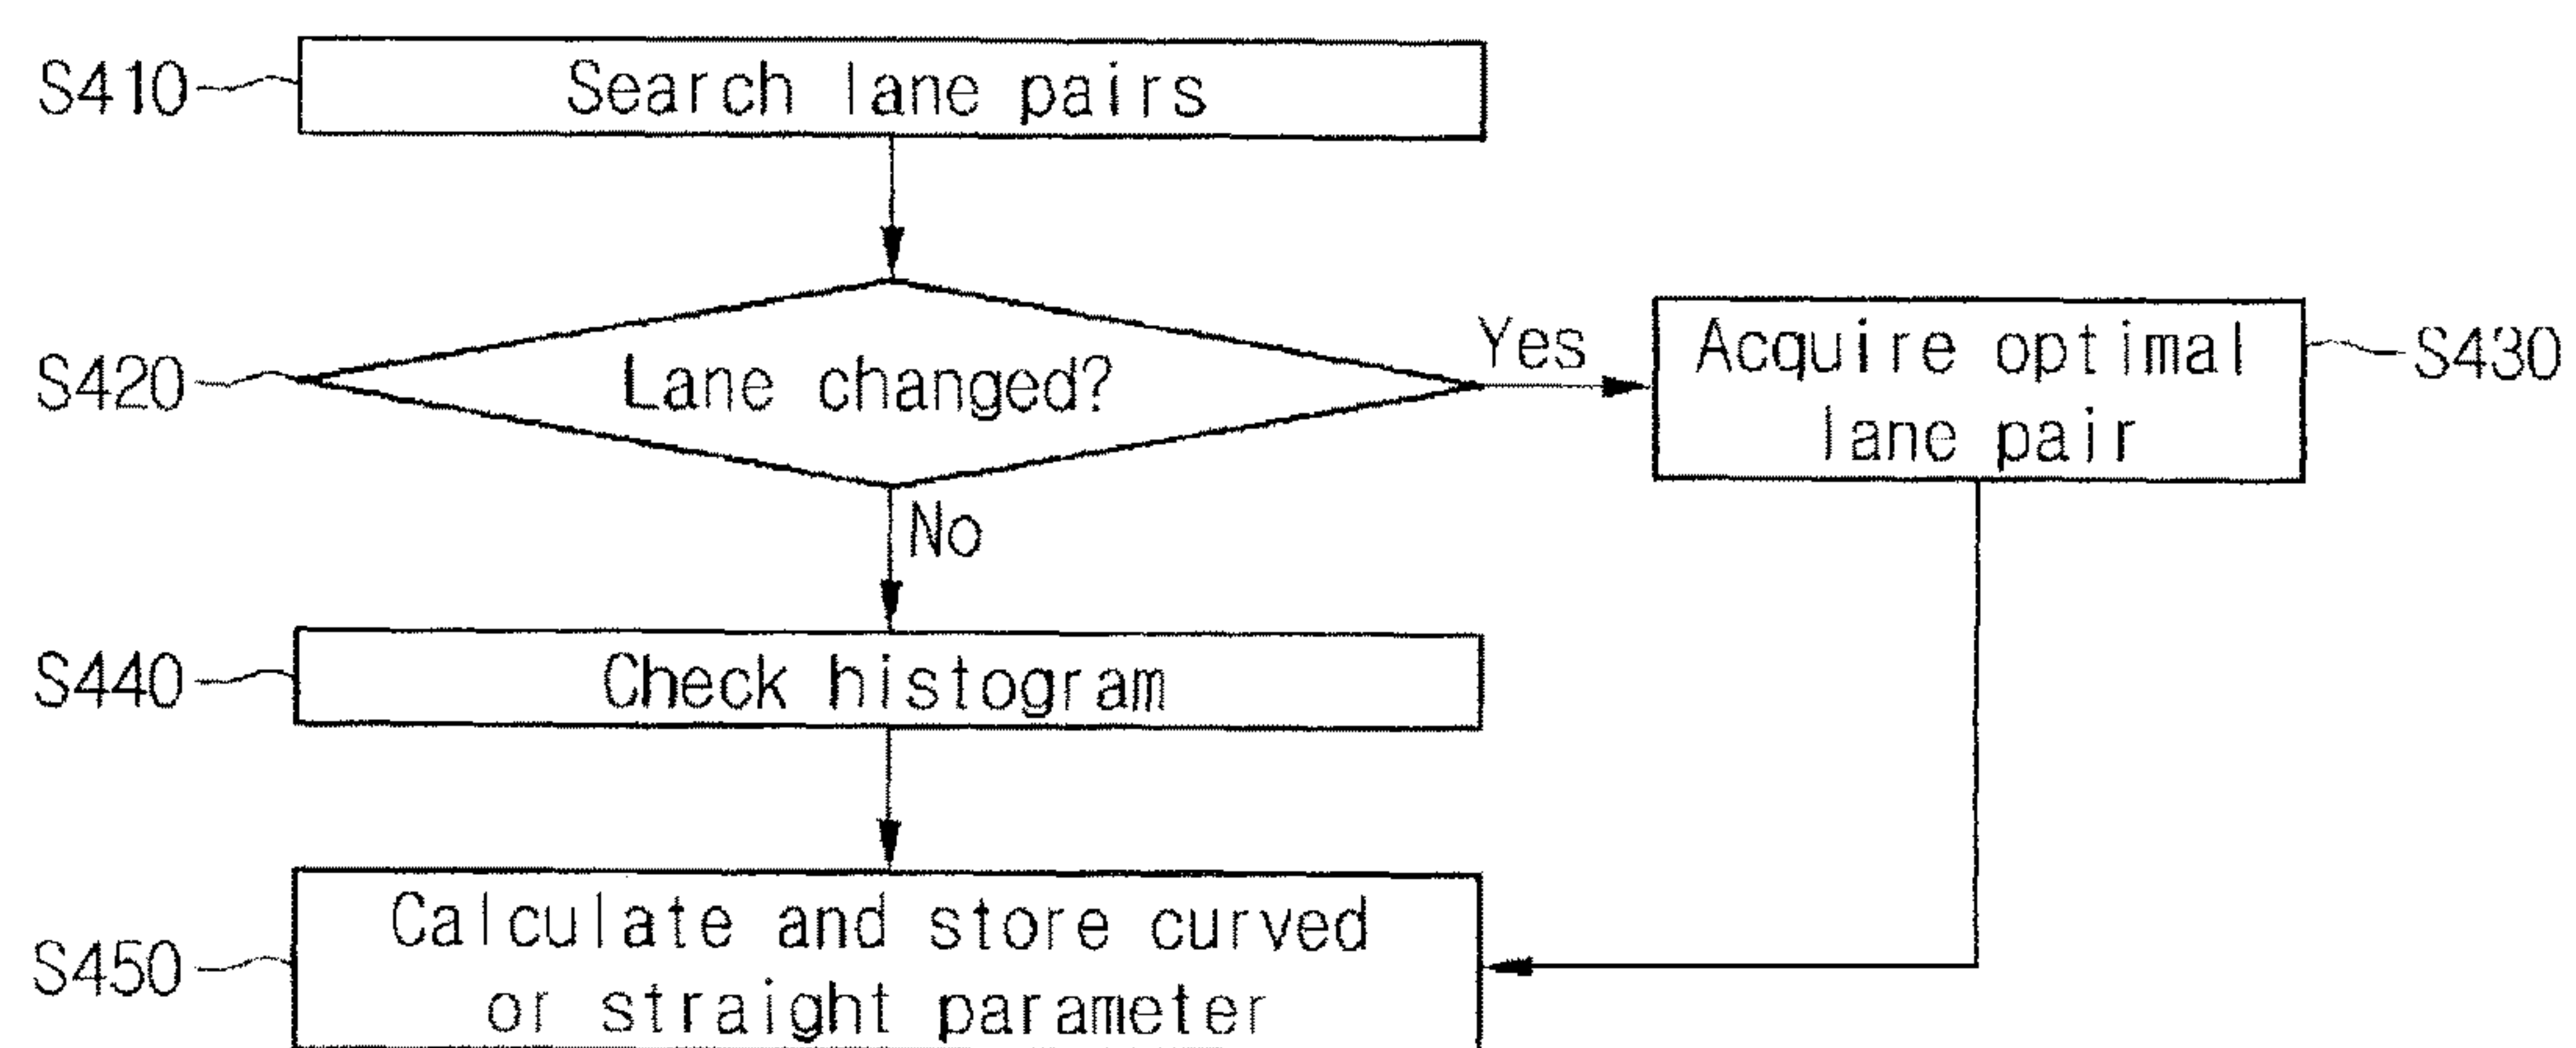 S410
Search lane pairs
S420
Lane changed?
Yes
Acquire optimal
lane pair
S430
No
S440
Check histogram
S450
Calculate and store curved
or straight parameter